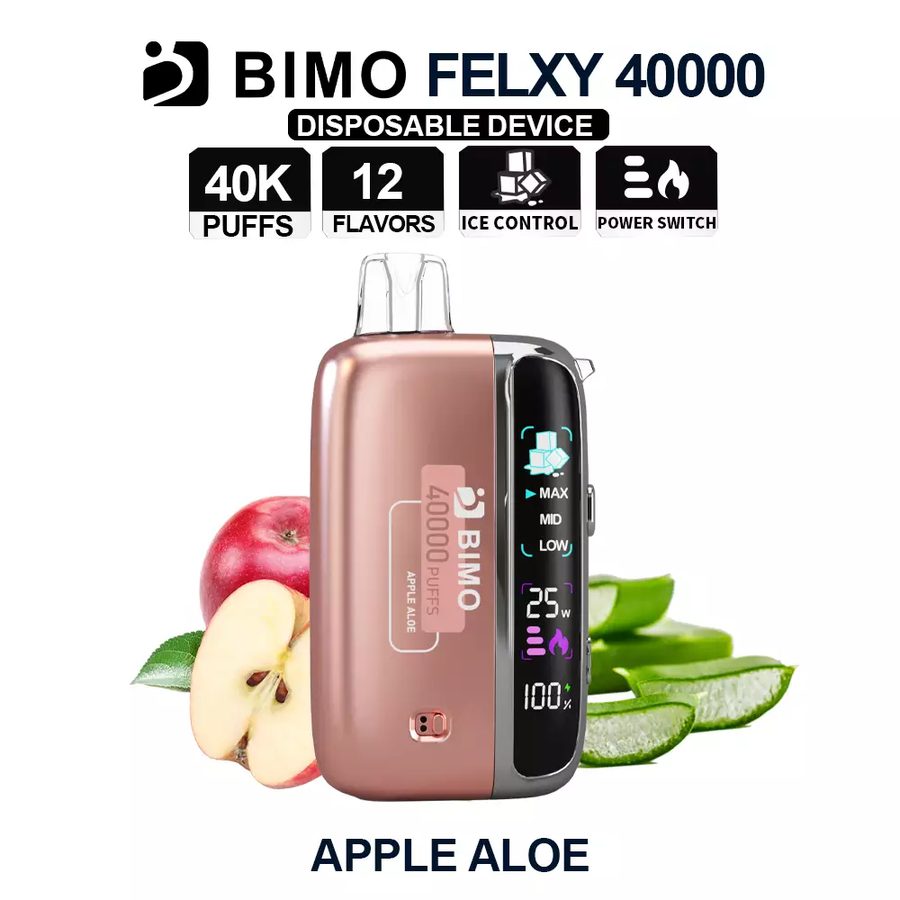 BIMO FELXY 40000
DISPOSABLE DEVICE
40K
PUFFS
12
FLAVORS
ICE CONTROL
POWER SWITCH
BIMO
40000 PUFFS
APPLE ALOE
MAX
MID
LOW
25 W
100%
APPLE ALOE